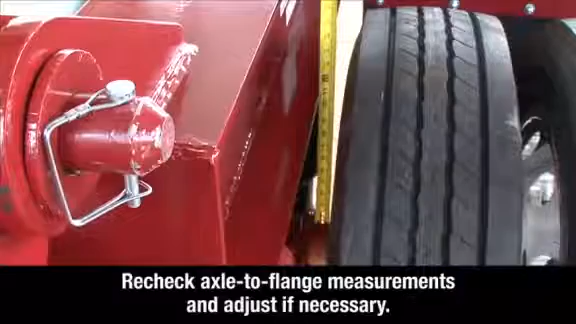 Recheck axle-to-flange measurements
and adjust if necessary.